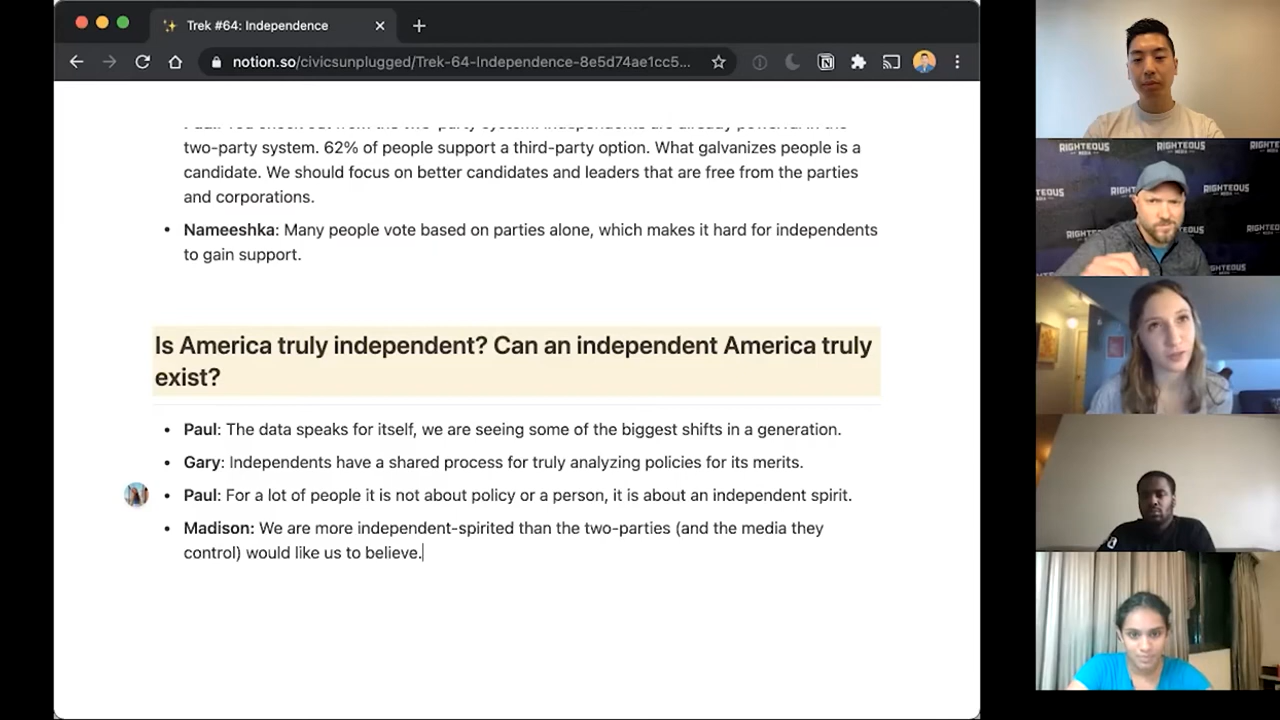 Trek #64: Independence
notion.so/civicsunplugged/Trek-64-Independence-8e5d74ae1cc5...
two-party system. 62% of people support a third-party option. What galvanizes people is a
candidate. We should focus on better candidates and leaders that are free from the parties
and corporations.
• Nameeshka: Many people vote based on parties alone, which makes it hard for independents
to gain support.
Is America truly independent? Can an independent America truly
exist?
• Paul: The data speaks for itself, we are seeing some of the biggest shifts in a generation.
• Gary: Independents have a shared process for truly analyzing policies for its merits.
• Paul: For a lot of people it is not about policy or a person, it is about an independent spirit.
• Madison: We are more independent-spirited than the two-parties (and the media they
control) would like us to believe.
RIGHTEOUS
MEDIA
RIGHTEOUS
RIGHTEOUS
MEDIA
RIGHTEOUS